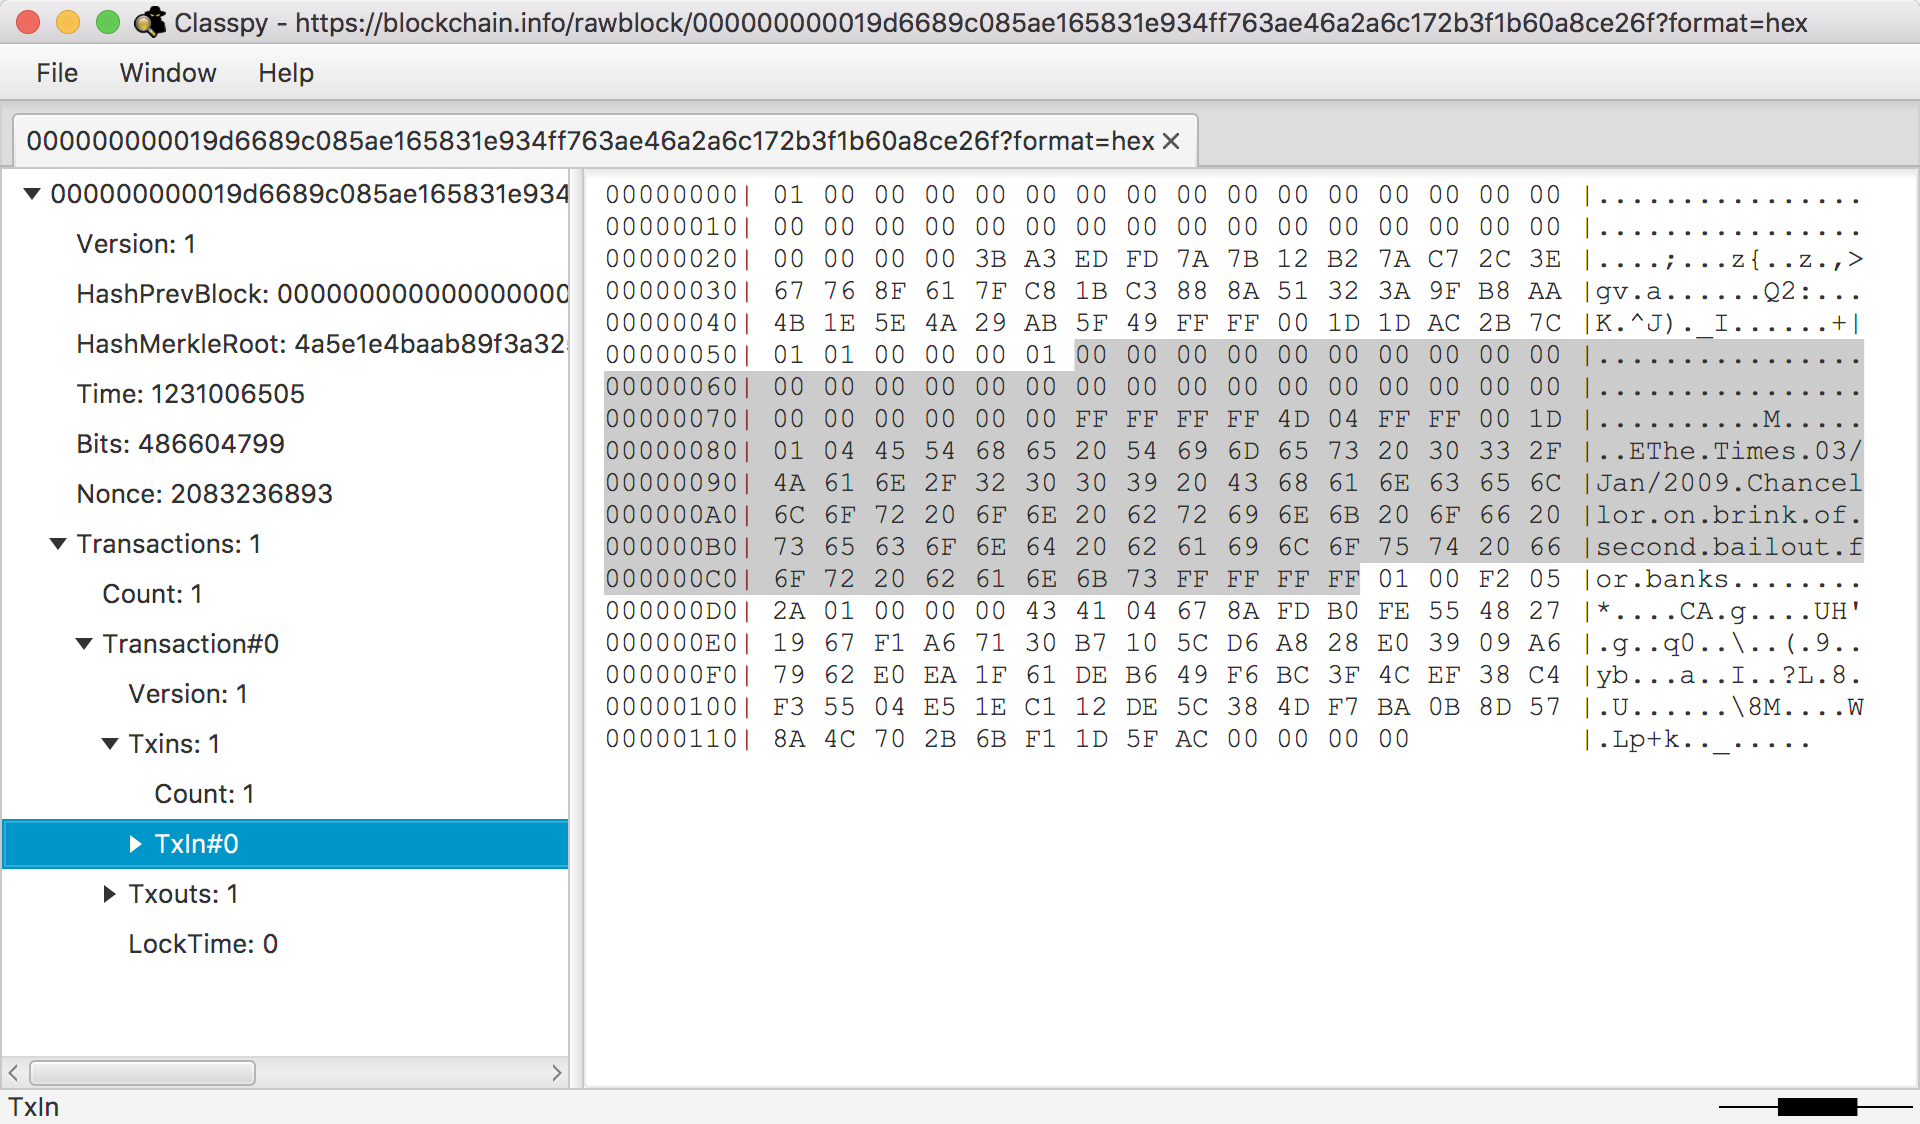 Classpy - https://blockchain.info/rawblock/000000000019d6689c085ae165831e934ff763ae46a2a6c172b3f1b60a8ce26f?format=hex
File Window Help
000000000019d6689c085ae165831e934ff763ae46a2a6c172b3f1b60a8ce26f?format=hex ✕
000000000019d6689c085ae165831e934
Version: 1
HashPrevBlock: 000000000000000000
HashMerkleRoot: 4a5e1e4baab89f3a325
Time: 1231006505
Bits: 486604799
Nonce: 2083236893
Transactions: 1
Count: 1
Transaction#0
Version: 1
Txins: 1
Count: 1
TxIn#0
Txouts: 1
LockTime: 0
00000000| 01 00 00 00 00 00 00 00 00 00 00 00 00 00 00 00 |................
00000010| 00 00 00 00 00 00 00 00 00 00 00 00 00 00 00 00 |................
00000020| 00 00 00 00 3B A3 ED FD 7A 7B 12 B2 7A C7 2C 3E |....;...z{..z.,>
00000030| 67 76 8F 61 7F C8 1B C3 88 8A 51 32 3A 9F B8 AA |gv.a......Q2:...
00000040| 4B 1E 5E 4A 29 AB 5F 49 FF FF 00 1D 1D AC 2B 7C |K.^J)._I......+|
00000050| 01 01 00 00 00 01 00 00 00 00 00 00 00 00 00 00 |................
00000060| 00 00 00 00 00 00 00 00 00 00 00 00 00 00 00 00 |................
00000070| 00 00 00 00 00 00 FF FF FF FF 4D 04 FF FF 00 1D |..........M.....
00000080| 01 04 45 54 68 65 20 54 69 6D 65 73 20 30 33 2F |..EThe.Times.03/
00000090| 4A 61 6E 2F 32 30 30 39 20 43 68 61 6E 63 65 6C |Jan/2009.Chancel
000000A0| 6C 6F 72 20 6F 6E 20 62 72 69 6E 6B 20 6F 66 20 |lor.on.brink.of.
000000B0| 73 65 63 6F 6E 64 20 62 61 69 6C 6F 75 74 20 66 |second.bailout.f
000000C0| 6F 72 20 62 61 6E 6B 73 FF FF FF FF 01 00 F2 05 |or.banks........
000000D0| 2A 01 00 00 00 43 41 04 67 8A FD B0 FE 55 48 27 |*....CA.g....UH'
000000E0| 19 67 F1 A6 71 30 B7 10 5C D6 A8 28 E0 39 09 A6 |.g..q0..\..(.9..
000000F0| 79 62 E0 EA 1F 61 DE B6 49 F6 BC 3F 4C EF 38 C4 |yb...a..I..?L.8.
00000100| F3 55 04 E5 1E C1 12 DE 5C 38 4D F7 BA 0B 8D 57 |.U......\8M....W
00000110| 8A 4C 70 2B 6B F1 1D 5F AC 00 00 00 00 |.Lp+k.._.....
TxIn